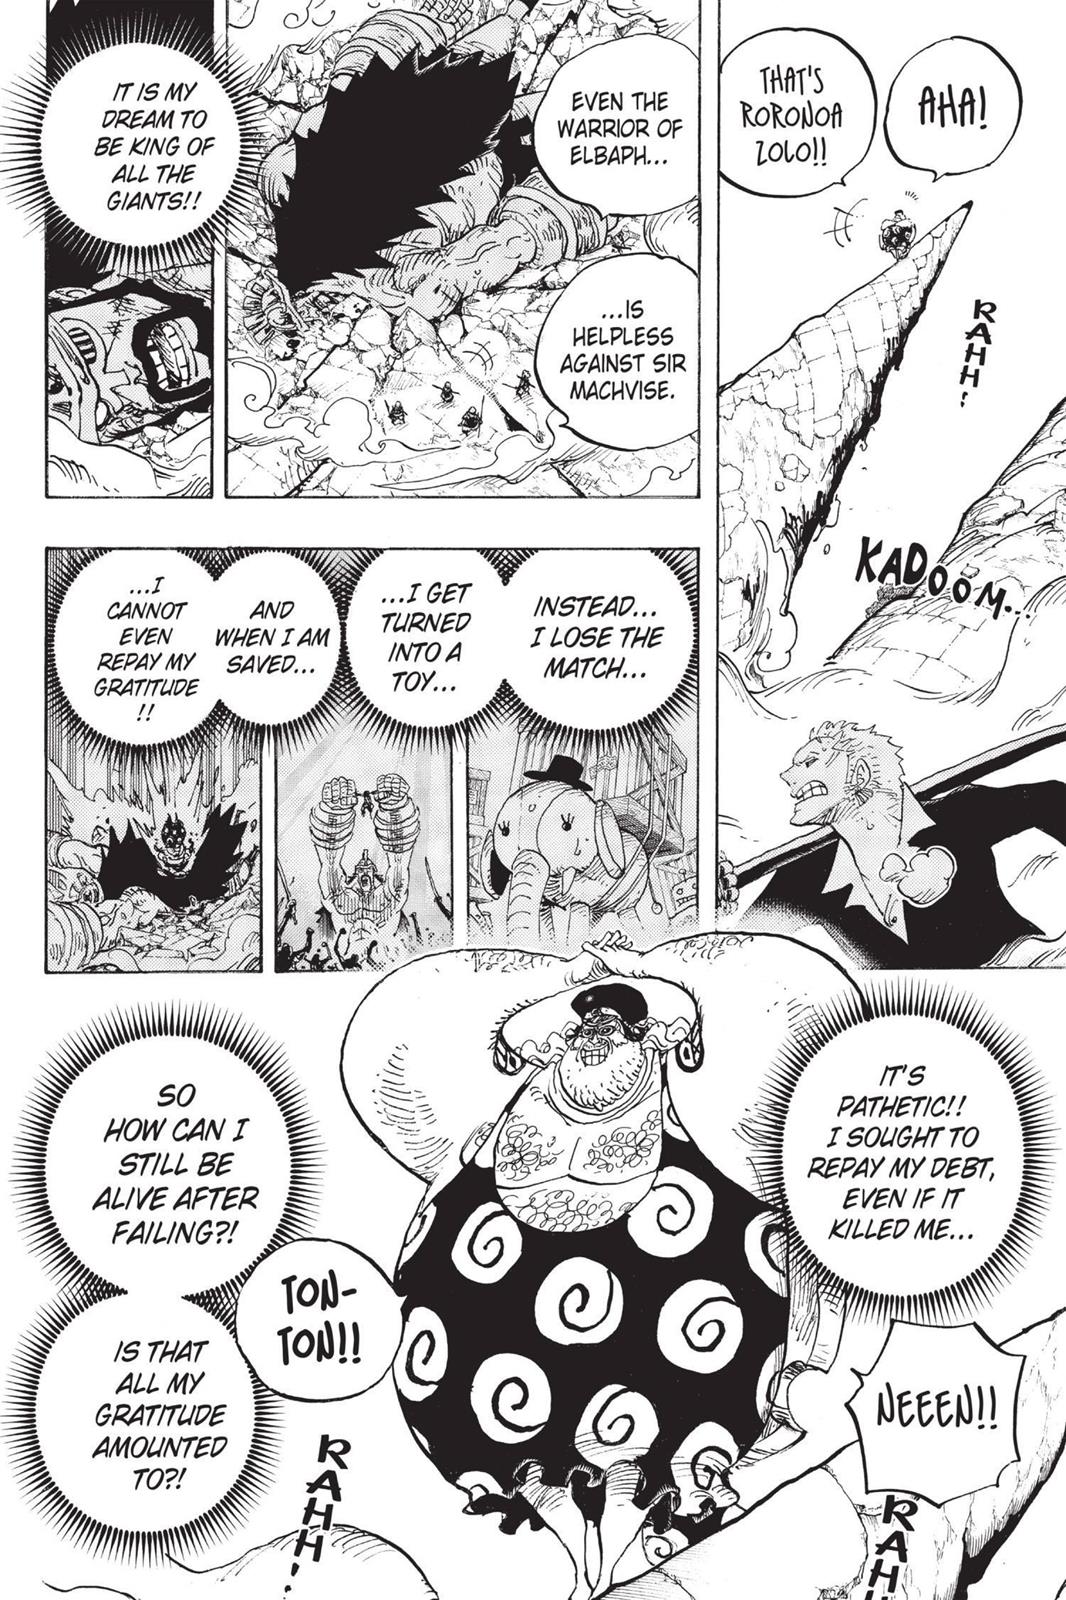 AHA!
THAT'S
RORONOA
ZOLO!!
RAHH!
KADOOM...
EVEN THE
WARRIOR OF
ELBAPH...
...IS
HELPLESS
AGAINST SIR
MACHVISE.
IT IS MY
DREAM TO
BE KING OF
ALL THE
GIANTS!!
INSTEAD...
I LOSE THE
MATCH...
...I GET
TURNED
INTO A
TOY...
AND
WHEN I AM
SAVED...
...I
CANNOT
EVEN
REPAY MY
GRATITUDE
!!
IT'S
PATHETIC!!
I SOUGHT TO
REPAY MY DEBT,
EVEN IF IT
KILLED ME...
NEEEN!!
RAHH
TON-
TON!!
SO
HOW CAN I
STILL BE
ALIVE AFTER
FAILING?!
IS THAT
ALL MY
GRATITUDE
AMOUNTED
TO?!
RAHH!